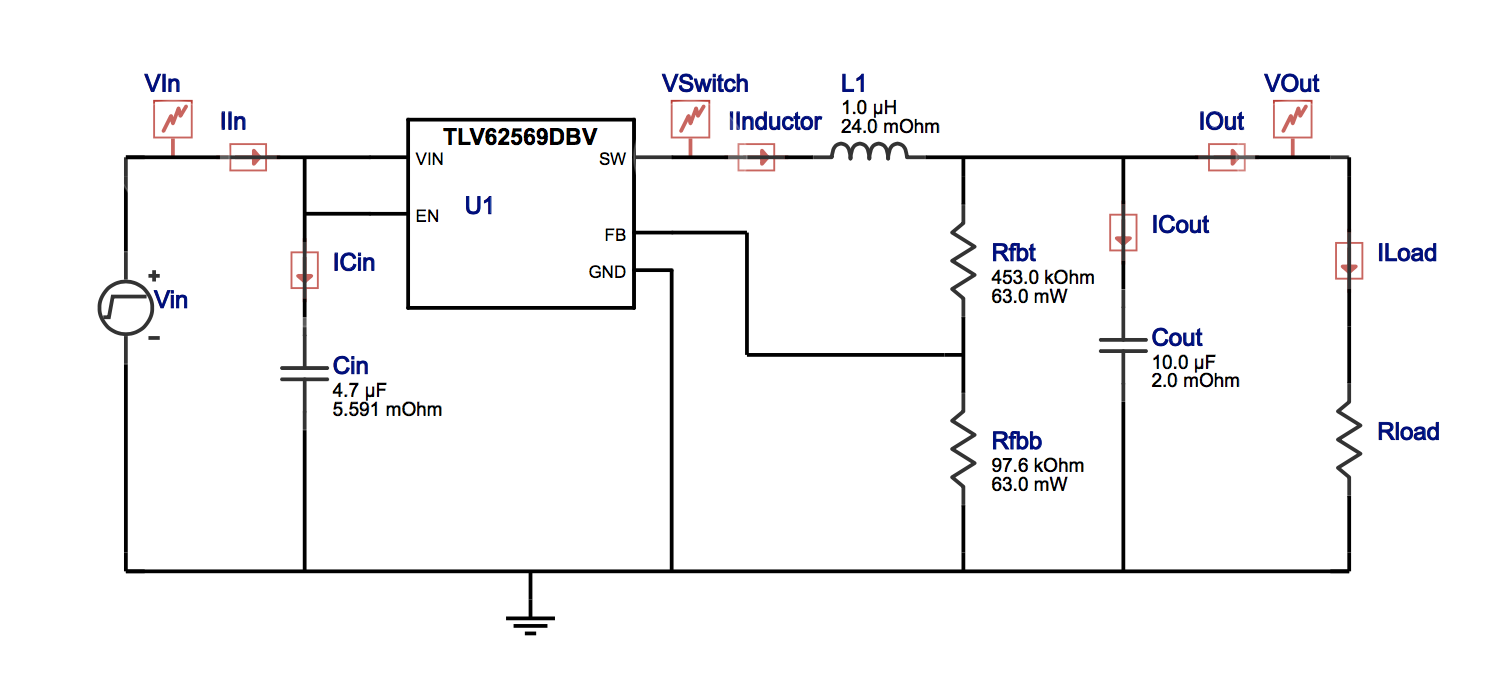 VIn
IIn
TLV62569DBV
VIN
EN
U1
SW
FB
GND
VSwitch
IInductor
L1
1.0 µH
24.0 mOhm
IOut
VOut
ICin
Vin
+
−
Cin
4.7 µF
5.591 mOhm
Rfbt
453.0 kOhm
63.0 mW
ICout
ILoad
Cout
10.0 µF
2.0 mOhm
Rfbb
97.6 kOhm
63.0 mW
Rload